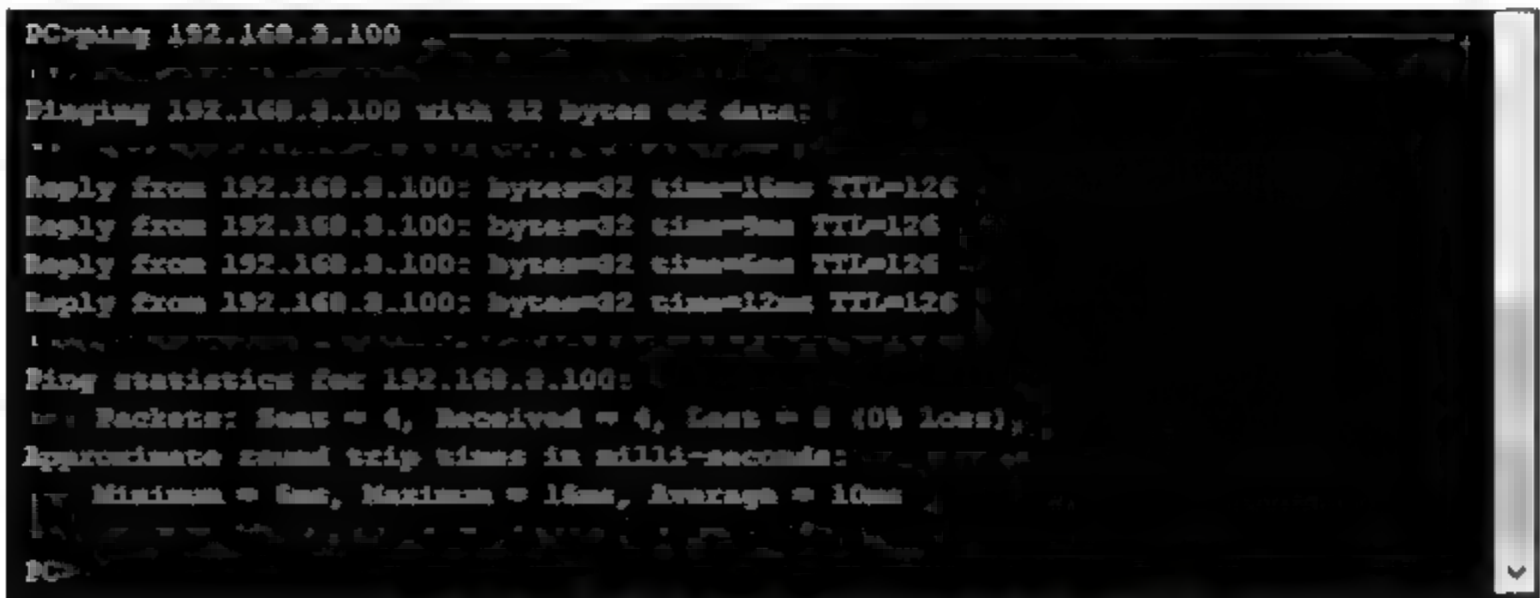 PC>ping 192.168.3.100
Pinging 192.168.3.100 with 32 bytes of data:
Reply from 192.168.3.100: bytes=32 time=16ms TTL=126
Reply from 192.168.3.100: bytes=32 time=9ms TTL=126
Reply from 192.168.3.100: bytes=32 time=6ms TTL=126
Reply from 192.168.3.100: bytes=32 time=12ms TTL=126
Ping statistics for 192.168.3.100:
Packets: Sent = 4, Received = 4, Lost = 0 (0% loss),
Approximate round trip times in milli-seconds:
Minimum = 6ms, Maximum = 16ms, Average = 10ms
PC>